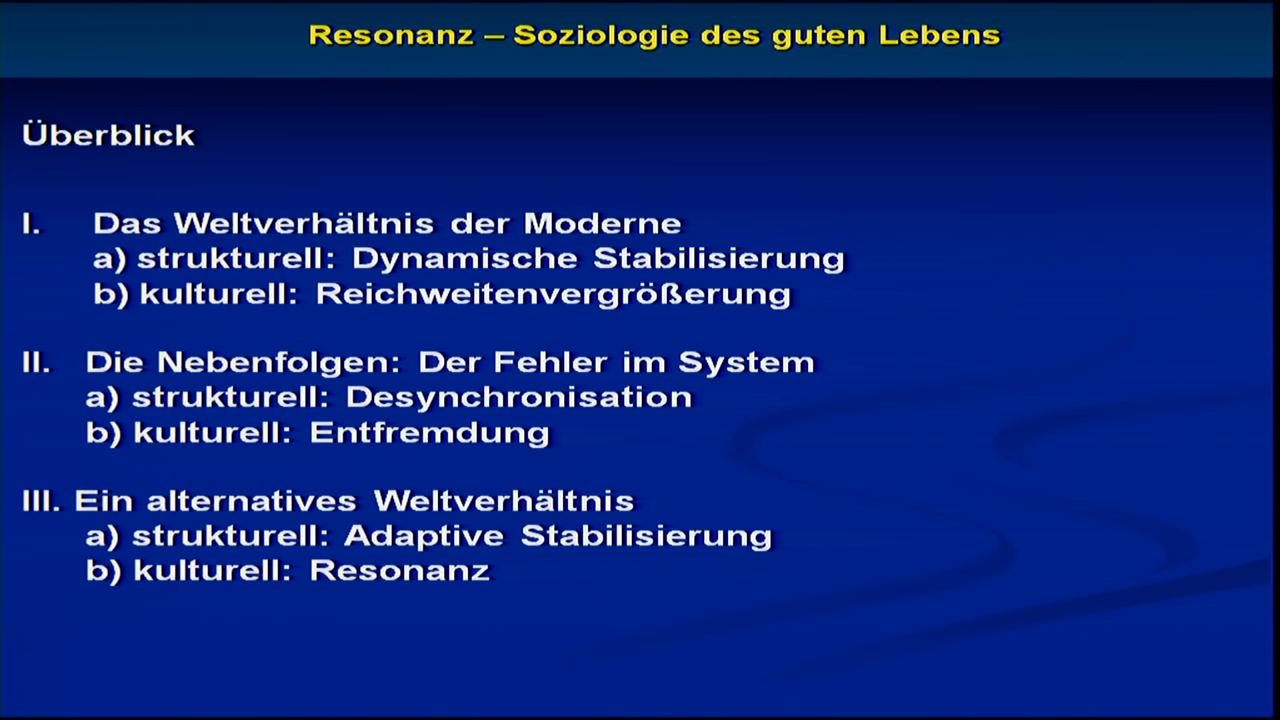 Resonanz – Soziologie des guten Lebens
Überblick
I. Das Weltverhältnis der Moderne
a) strukturell: Dynamische Stabilisierung
b) kulturell: Reichweitenvergrößerung
II. Die Nebenfolgen: Der Fehler im System
a) strukturell: Desynchronisation
b) kulturell: Entfremdung
III. Ein alternatives Weltverhältnis
a) strukturell: Adaptive Stabilisierung
b) kulturell: Resonanz